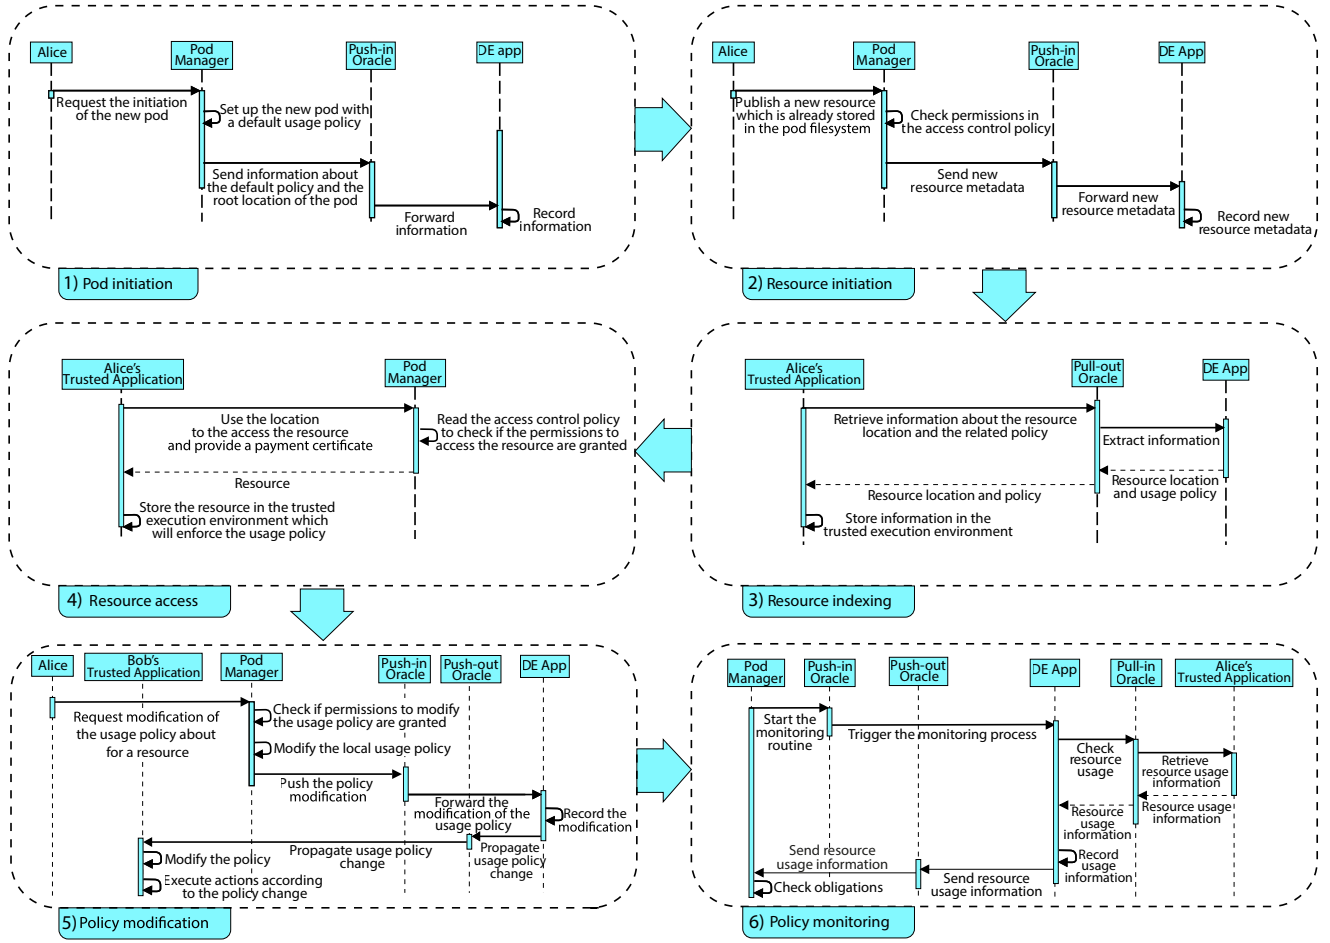 Alice
Pod
Manager
Push-in
Oracle
DE app
Request the initiation
of the new pod
Set up the new pod with
a default usage policy
Send information about
the default policy and the
root location of the pod
Forward
information
Record
information
1) Pod initiation
Alice
Pod
Manager
Push-in
Oracle
DE App
Publish a new resource
which is already stored
in the pod filesystem
Check permissions in
the access control policy
Send new
resource metadata
Forward new
resource metadata
Record new
resource metadata
2) Resource initiation
Alice's
Trusted Application
Pod
Manager
Use the location
to the access the resource
and provide a payment certificate
Read the access control policy
to check if the permissions to
access the resource are granted
Resource
Store the resource in the trusted
execution environment which
will enforce the usage policy
4) Resource access
Alice's
Trusted Application
Pull-out
Oracle
DE App
Retrieve information about the resource
location and the related policy
Extract information
Resource location
and usage policy
Resource location and policy
Store information in the
trusted execution environment
3) Resource indexing
Alice
Bob's
Trusted Application
Pod
Manager
Push-in
Oracle
Push-out
Oracle
DE App
Request modification of
the usage policy about
for a resource
Check if permissions to modify
the usage policy are granted
Modify the local usage policy
Push the policy
modification
Forward the
modification of the
usage policy
Record the
modification
Propagate
usage policy
change
Propagate usage policy
change
Modify the policy
Execute actions according
to the policy change
5) Policy modification
Pod
Manager
Push-in
Oracle
Push-out
Oracle
DE App
Pull-in
Oracle
Alice's
Trusted Application
Start the
monitoring
routine
Trigger the monitoring process
Check
resource
usage
Retrieve
resource usage
information
Resource usage
information
Resource
usage
information
Record
usage
information
Send resource
usage information
Send resource
usage information
Check obligations
6) Policy monitoring